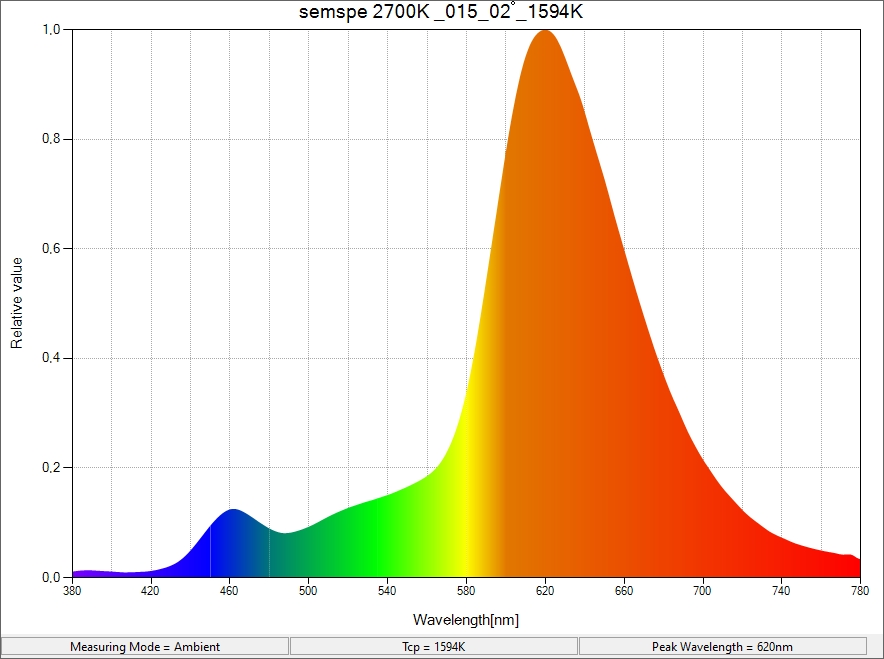 semspe 2700K _015_02°_1594K
1,0
0,8
0,6
0,4
0,2
0,0
Relative value
380 420 460 500 540 580 620 660 700 740 780
Wavelength[nm]
Measuring Mode = Ambient Tcp = 1594K Peak Wavelength = 620nm